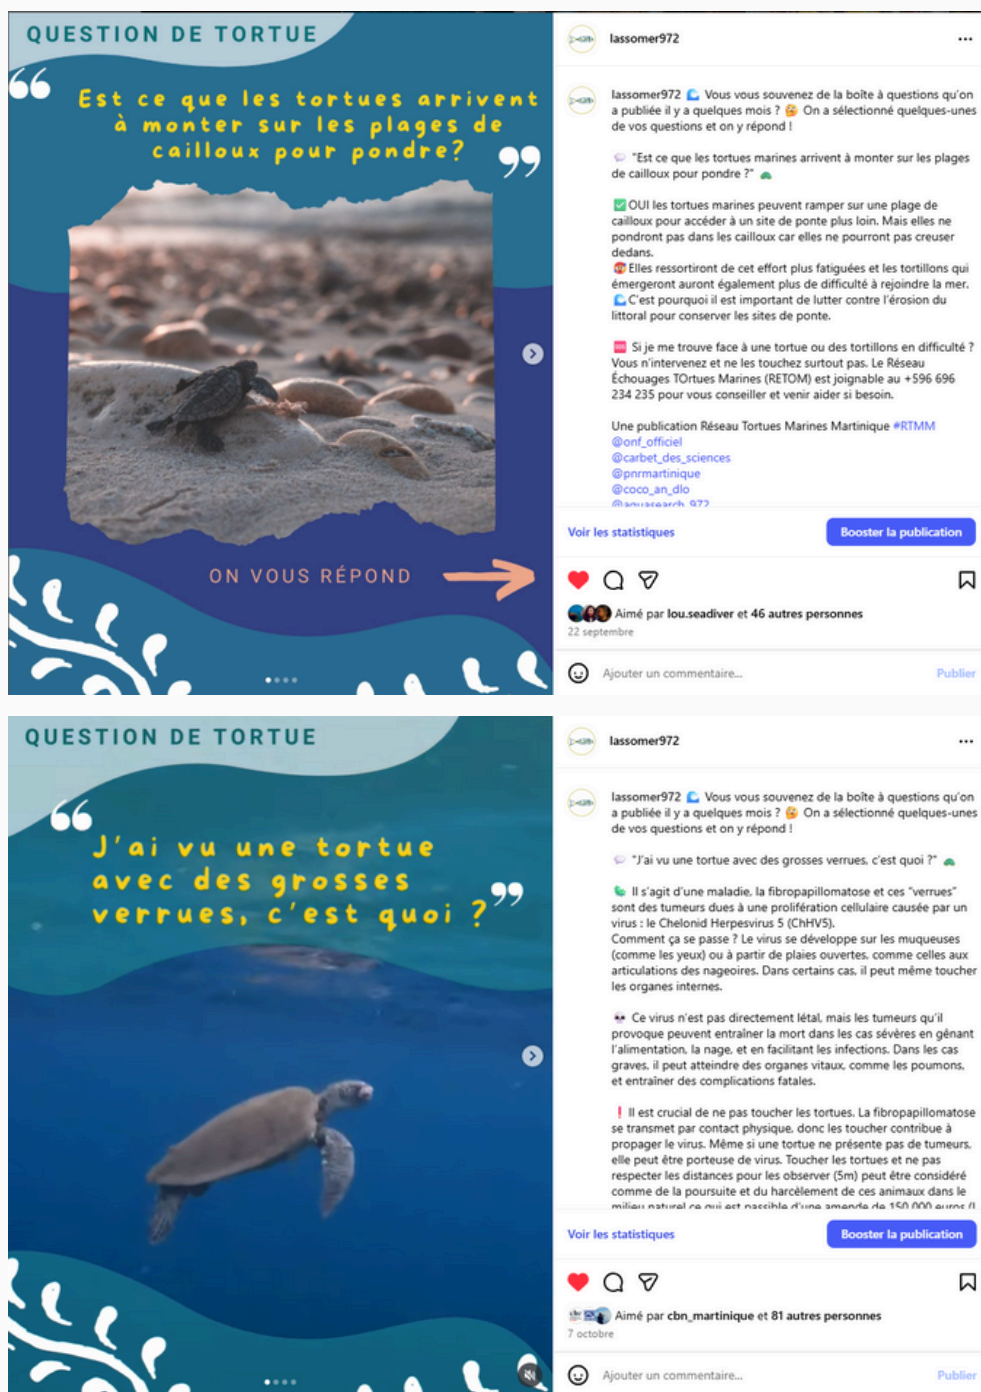 QUESTION DE TORTUE
“ Est ce que les tortues arrivent
à monter sur les plages de
cailloux pour pondre? ”
ON VOUS RÉPOND
lassomer972
lassomer972 🌊 Vous vous souvenez de la boîte à questions qu'on
a publiée il y a quelques mois ? 🤔 On a sélectionné quelques-unes
de vos questions et on y répond !
💬 "Est ce que les tortues marines arrivent à monter sur les plages
de cailloux pour pondre ?" 🐢
✅OUI les tortues marines peuvent ramper sur une plage de
cailloux pour accéder à un site de ponte plus loin. Mais elles ne
pondront pas dans les cailloux car elles ne pourront pas creuser
dedans.
Elles ressortiront de cet effort plus fatiguées et les tortillons qui
émergeront auront également plus de difficulté à rejoindre la mer.
🌊C'est pourquoi il est important de lutter contre l'érosion du
littoral pour conserver les sites de ponte.
🆘 Si je me trouve face à une tortue ou des tortillons en difficulté ?
Vous n'intervenez et ne les touchez surtout pas. Le Réseau
Échouages TOrtues Marines (RETOM) est joignable au +596 696
234 235 pour vous conseiller et venir aider si besoin.
Une publication Réseau Tortues Marines Martinique #RTMM
@onf_officiel
@carbet_des_sciences
@pnrmartinique
@coco_an_dlo
@aquasearch_972
Voir les statistiques
Booster la publication
Aimé par lou.seadiver et 46 autres personnes
22 septembre
Ajouter un commentaire...
Publier
QUESTION DE TORTUE
“ J'ai vu une tortue
avec des grosses
verrues, c'est quoi ? ”
lassomer972
lassomer972 🌊 Vous vous souvenez de la boîte à questions qu'on
a publiée il y a quelques mois ? 🤔 On a sélectionné quelques-unes
de vos questions et on y répond !
💬 "J'ai vu une tortue avec des grosses verrues, c'est quoi ?" 🐢
🦠 Il s'agit d'une maladie, la fibropapillomatose et ces "verrues"
sont des tumeurs dues à une prolifération cellulaire causée par un
virus : le Chelonid Herpesvirus 5 (ChHV5).
Comment ça se passe ? Le virus se développe sur les muqueuses
(comme les yeux) ou à partir de plaies ouvertes, comme celles aux
articulations des nageoires. Dans certains cas, il peut même toucher
les organes internes.
☠️ Ce virus n'est pas directement létal, mais les tumeurs qu'il
provoque peuvent entraîner la mort dans les cas sévères en gênant
l'alimentation, la nage, et en facilitant les infections. Dans les cas
graves, il peut atteindre des organes vitaux, comme les poumons,
et entraîner des complications fatales.
❗ Il est crucial de ne pas toucher les tortues. La fibropapillomatose
se transmet par contact physique, donc les toucher contribue à
propager le virus. Même si une tortue ne présente pas de tumeurs,
elle peut être porteuse de virus. Toucher les tortues et ne pas
respecter les distances pour les observer (5m) peut être considéré
comme de la poursuite et du harcèlement de ces animaux dans le
milieu naturel ce qui est passible d'une amende de 150 000 euros (L
Voir les statistiques
Booster la publication
Aimé par cbn_martinique et 81 autres personnes
7 octobre
Ajouter un commentaire...
Publier